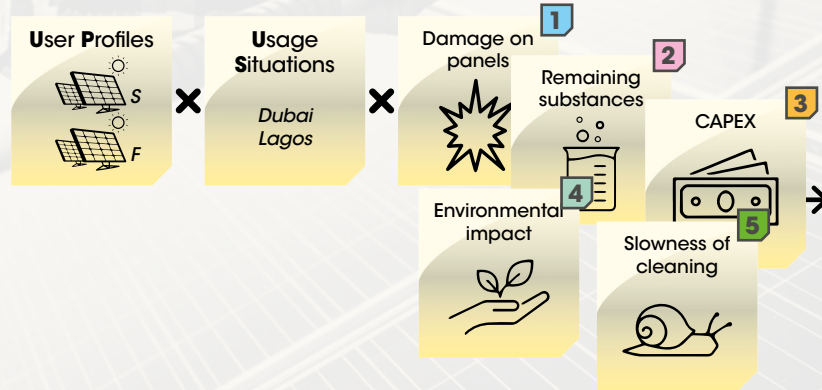 User Profiles
S
F
Usage
Situations
Dubai
Lagos
1
Damage on
panels
2
Remaining
substances
3
CAPEX
4
Environmental
impact
5
Slowness of
cleaning